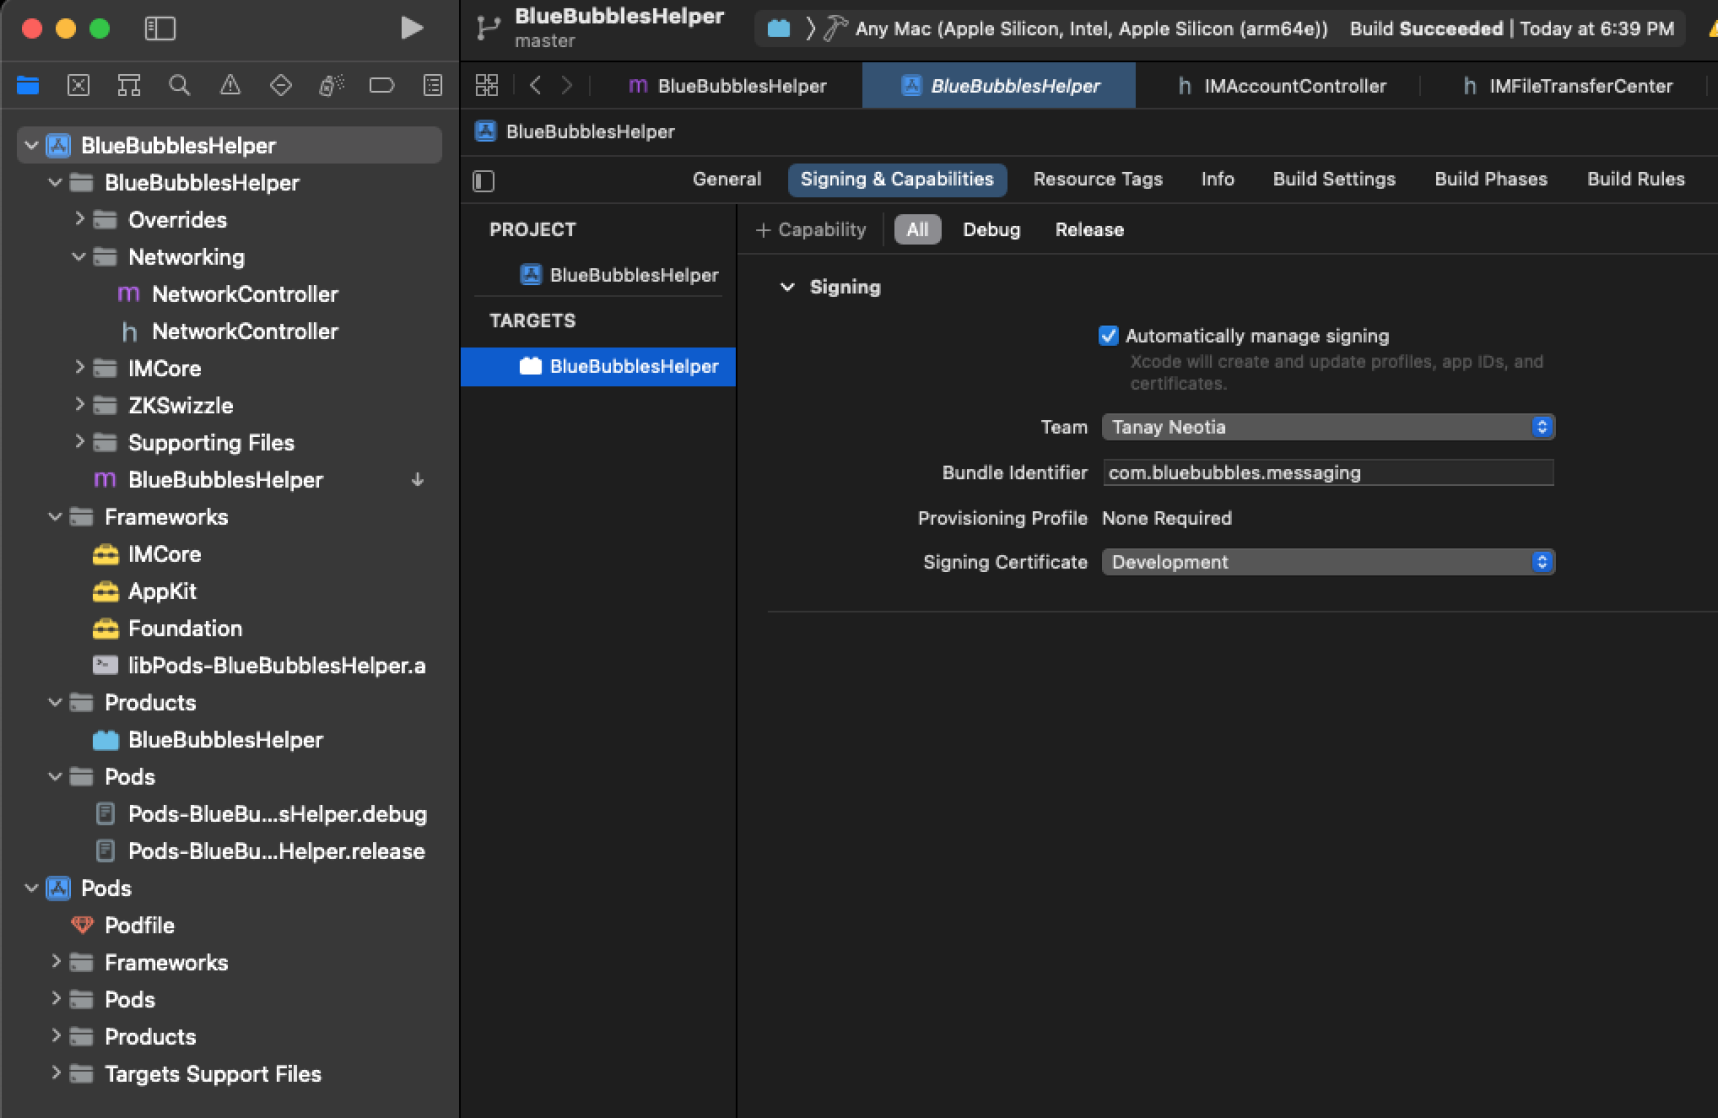 BlueBubblesHelper
master
Any Mac (Apple Silicon, Intel, Apple Silicon (arm64e))
Build Succeeded | Today at 6:39 PM
m BlueBubblesHelper
BlueBubblesHelper
h IMAccountController
h IMFileTransferCenter
BlueBubblesHelper
General
Signing & Capabilities
Resource Tags
Info
Build Settings
Build Phases
Build Rules
BlueBubblesHelper
BlueBubblesHelper
Overrides
Networking
m NetworkController
h NetworkController
IMCore
ZKSwizzle
Supporting Files
m BlueBubblesHelper
Frameworks
IMCore
AppKit
Foundation
libPods-BlueBubblesHelper.a
Products
BlueBubblesHelper
Pods
Pods-BlueBu...sHelper.debug
Pods-BlueBu...Helper.release
Pods
Podfile
Frameworks
Pods
Products
Targets Support Files
PROJECT
BlueBubblesHelper
TARGETS
BlueBubblesHelper
+ Capability
All
Debug
Release
Signing
Automatically manage signing
Xcode will create and update profiles, app IDs, and
certificates.
Team
Tanay Neotia
Bundle Identifier
com.bluebubbles.messaging
Provisioning Profile
None Required
Signing Certificate
Development